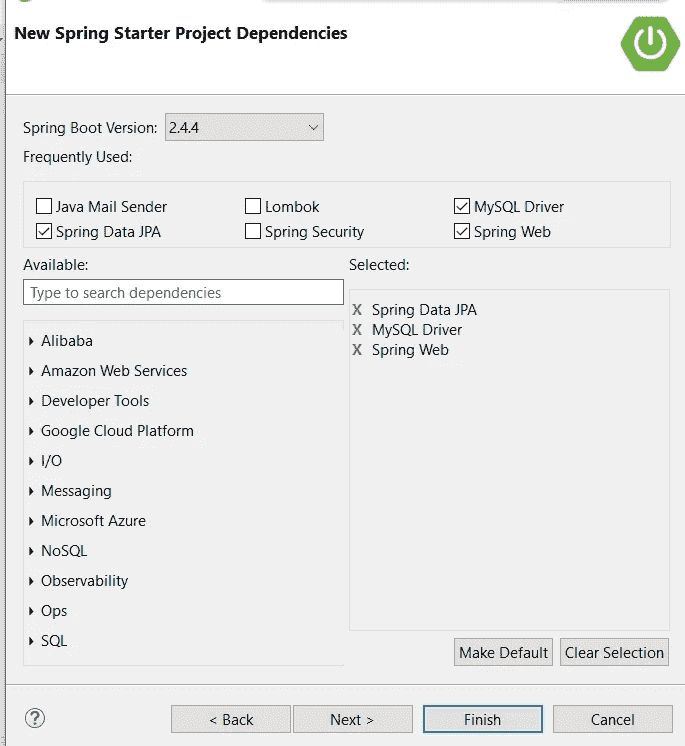 New Spring Starter Project Dependencies
Spring Boot Version: 2.4.4
Frequently Used:
Java Mail Sender Lombok MySQL Driver
Spring Data JPA Spring Security Spring Web
Available: Selected:
Type to search dependencies
X Spring Data JPA
X MySQL Driver
X Spring Web
Alibaba
Amazon Web Services
Developer Tools
Google Cloud Platform
I/O
Messaging
Microsoft Azure
NoSQL
Observability
Ops
SQL
Make Default Clear Selection
? < Back Next > Finish Cancel